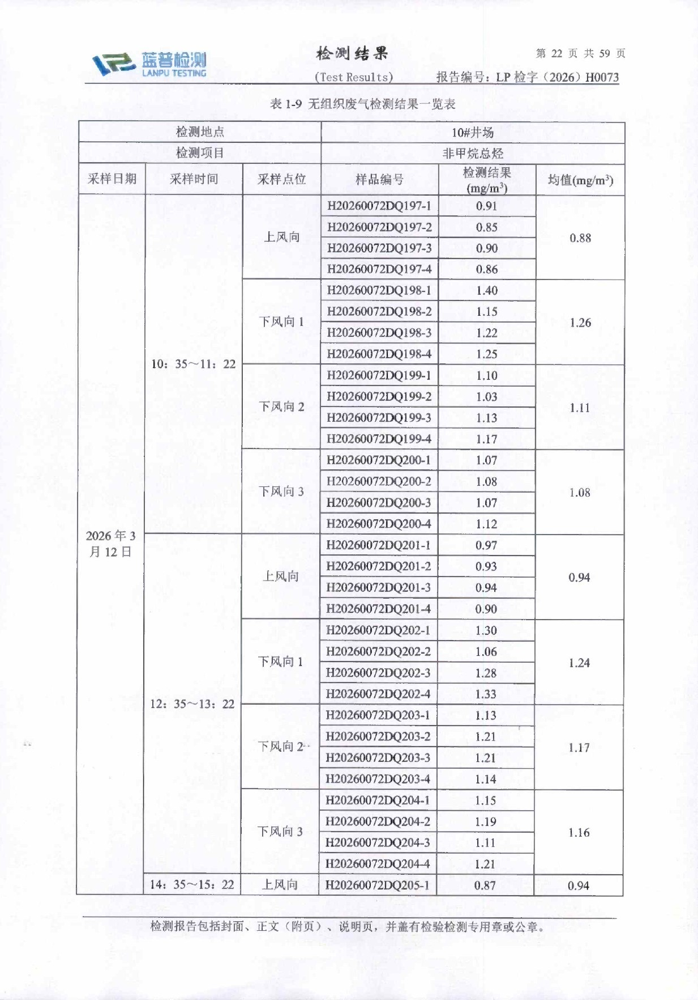 蓝普检测
LANPU TESTING
检测结果
(Test Results)
第 22 页 共 59 页
报告编号：LP 检字（2026）H0073
表 1-9 无组织废气检测结果一览表
检测地点 10#井场
检测项目 非甲烷总烃
采样日期 采样时间 采样点位 样品编号 检测结果(mg/m³) 均值(mg/m³)
2026 年 3 月 12 日
10：35～11：22
上风向 H20260072DQ197-1 0.91 0.88
H20260072DQ197-2 0.85
H20260072DQ197-3 0.90
H20260072DQ197-4 0.86
下风向 1 H20260072DQ198-1 1.40 1.26
H20260072DQ198-2 1.15
H20260072DQ198-3 1.22
H20260072DQ198-4 1.25
下风向 2 H20260072DQ199-1 1.10 1.11
H20260072DQ199-2 1.03
H20260072DQ199-3 1.13
H20260072DQ199-4 1.17
下风向 3 H20260072DQ200-1 1.07 1.08
H20260072DQ200-2 1.08
H20260072DQ200-3 1.07
H20260072DQ200-4 1.12
12：35～13：22
上风向 H20260072DQ201-1 0.97 0.94
H20260072DQ201-2 0.93
H20260072DQ201-3 0.94
H20260072DQ201-4 0.90
下风向 1 H20260072DQ202-1 1.30 1.24
H20260072DQ202-2 1.06
H20260072DQ202-3 1.28
H20260072DQ202-4 1.33
下风向 2 H20260072DQ203-1 1.13 1.17
H20260072DQ203-2 1.21
H20260072DQ203-3 1.21
H20260072DQ203-4 1.14
下风向 3 H20260072DQ204-1 1.15 1.16
H20260072DQ204-2 1.19
H20260072DQ204-3 1.11
H20260072DQ204-4 1.21
14：35～15：22 上风向 H20260072DQ205-1 0.87 0.94
检测报告包括封面、正文（附页）、说明页，并盖有检验检测专用章或公章。